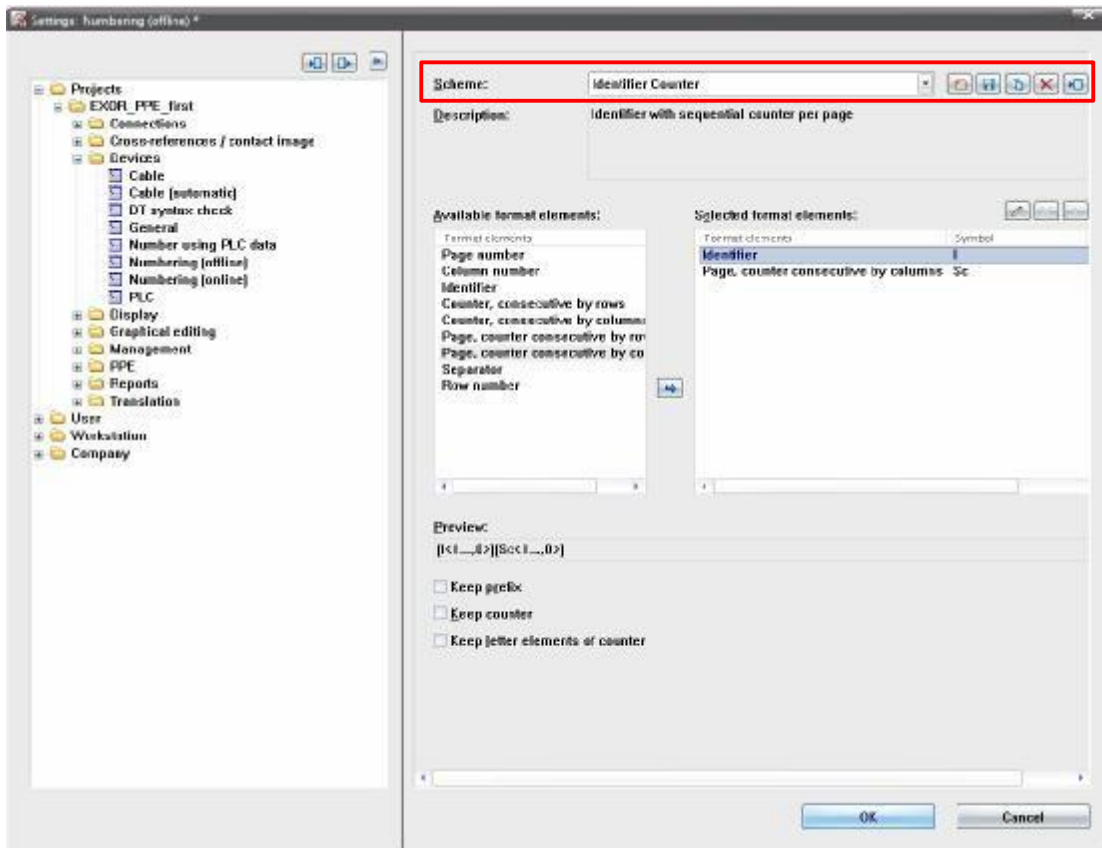 Settings: Numbering (offline) *
Projects
EXOR_PPE_first
Connections
Cross-references / contact image
Devices
Cable
Cable (automatic)
DT syntax check
General
Number using PLC data
Numbering (offline)
Numbering (online)
PLC
Display
Graphical editing
Management
PPE
Reports
Translation
User
Workstation
Company
Scheme: Identifier Counter
Description: Identifier with sequential counter per page
Available format elements:
Format elements
Page number
Column number
Identifier
Counter, consecutive by rows
Counter, consecutive by columns
Page, counter consecutive by row
Page, counter consecutive by co
Separator
Row number
Selected format elements:
Format elements Symbol
Identifier I
Page, counter consecutive by columns Sc
Preview:
Keep prefix
Keep counter
Keep letter elements of counter
OK Cancel